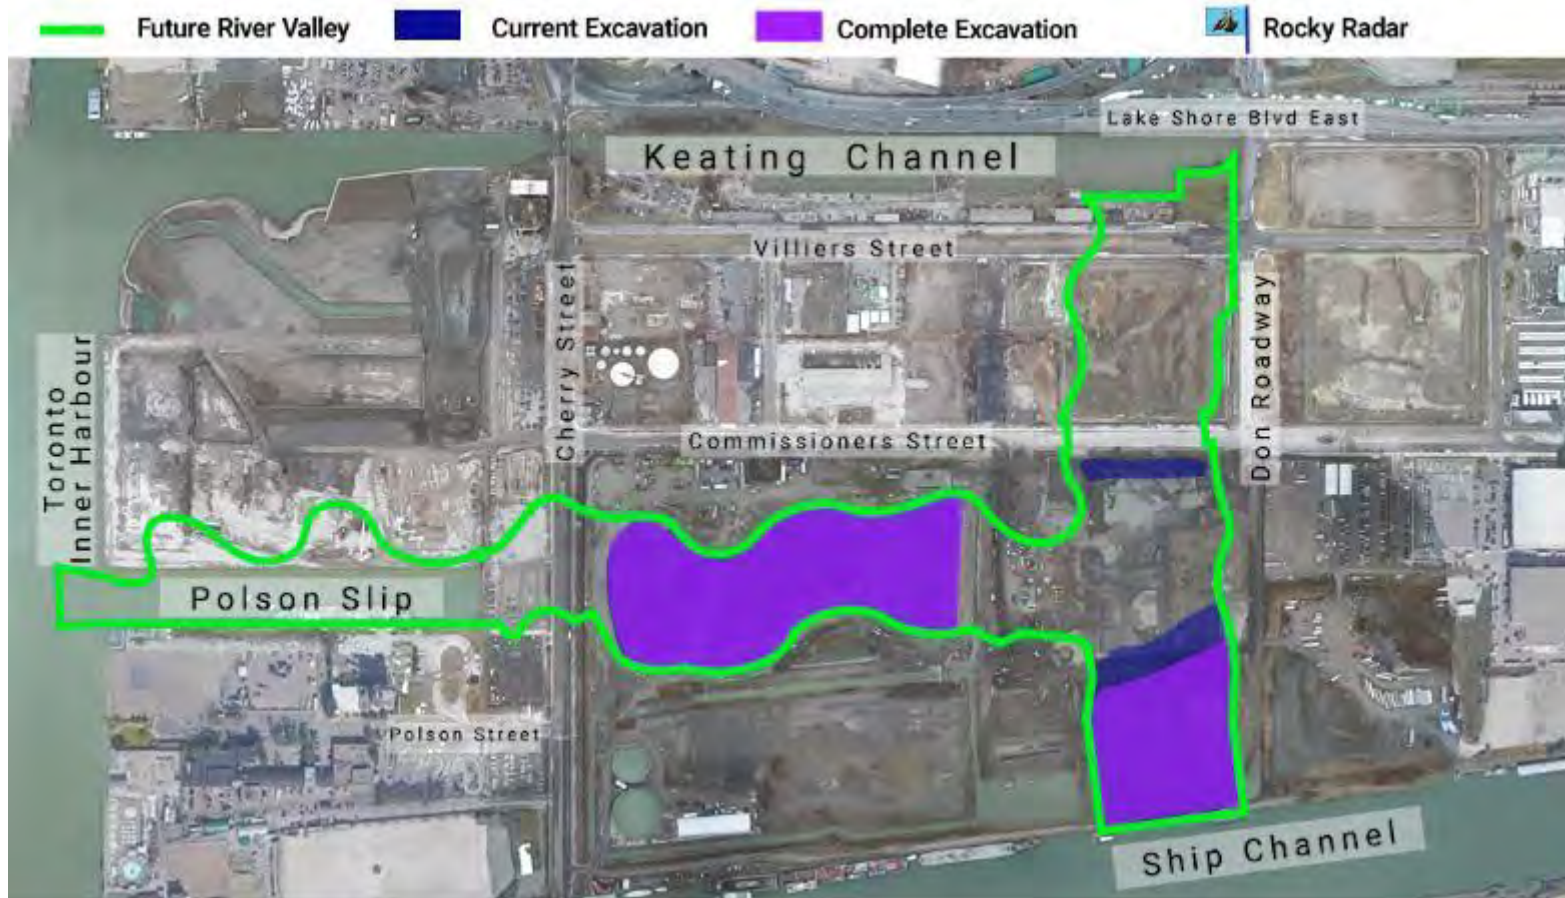 Future River Valley
Current Excavation
Complete Excavation
Rocky Radar
Lake Shore Blvd East
Keating Channel
Villiers Street
Cherry Street
Don Roadway
Toronto
Inner Harbour
Commissioners Street
Polson Slip
Polson Street
Ship Channel